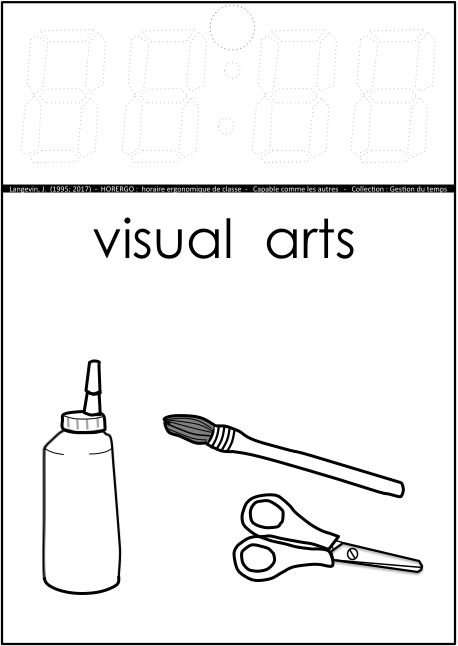 Langevin, J. (1995; 2017) - HORERGO : horaire ergonomique de classe - Capable comme les autres - Collection : Gestion du temps
visual arts